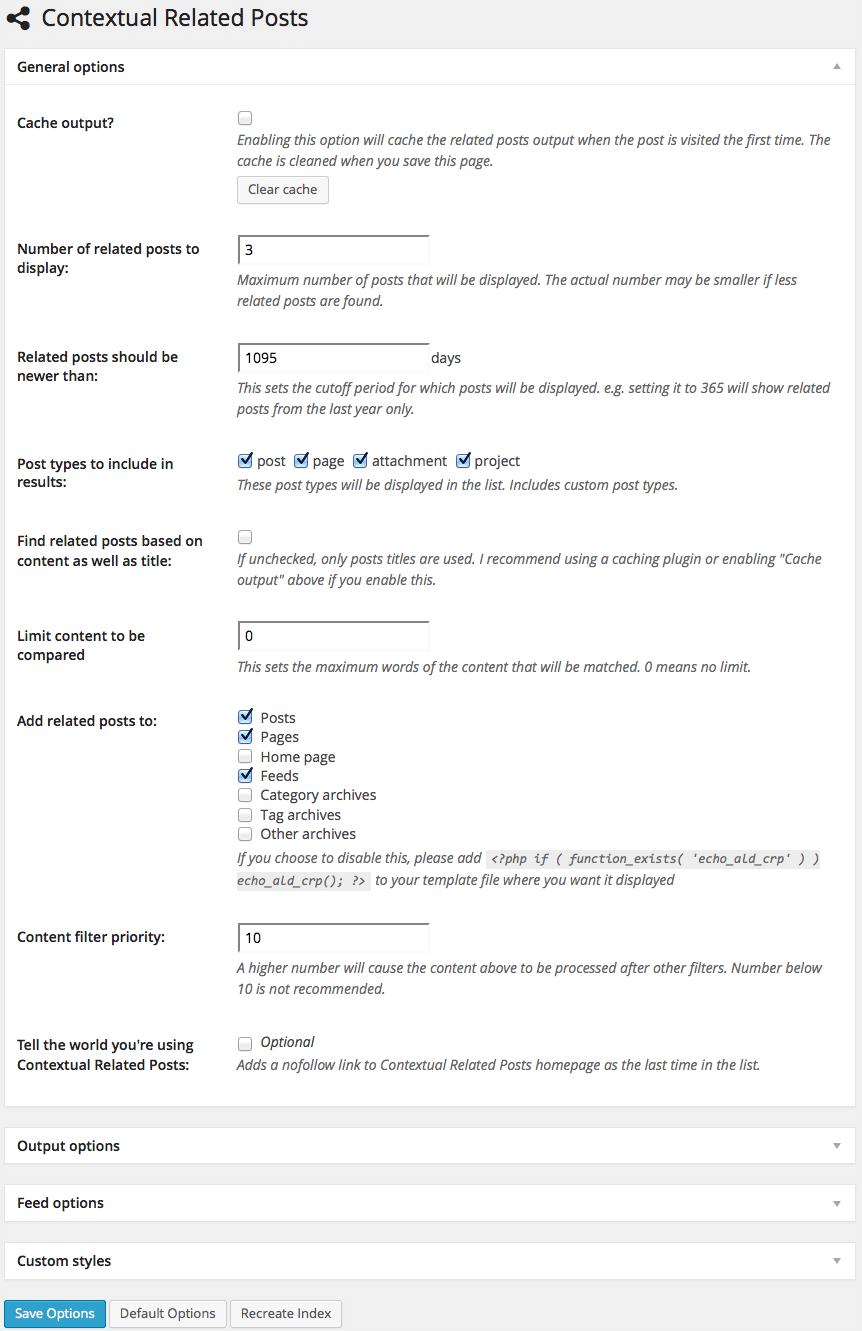 Contextual Related Posts
General options
Cache output?
Enabling this option will cache the related posts output when the post is visited the first time. The
cache is cleaned when you save this page.
Clear cache
Number of related posts to
display:
3
Maximum number of posts that will be displayed. The actual number may be smaller if less
related posts are found.
Related posts should be
newer than:
1095 days
This sets the cutoff period for which posts will be displayed. e.g. setting it to 365 will show related
posts from the last year only.
Post types to include in
results:
post page attachment project
These post types will be displayed in the list. Includes custom post types.
Find related posts based on
content as well as title:
If unchecked, only posts titles are used. I recommend using a caching plugin or enabling "Cache
output" above if you enable this.
Limit content to be
compared
0
This sets the maximum words of the content that will be matched. 0 means no limit.
Add related posts to:
Posts
Pages
Home page
Feeds
Category archives
Tag archives
Other archives
If you choose to disable this, please add <?php if ( function_exists( 'echo_ald_crp' ) )
echo_ald_crp(); ?> to your template file where you want it displayed
Content filter priority:
10
A higher number will cause the content above to be processed after other filters. Number below
10 is not recommended.
Tell the world you're using
Contextual Related Posts:
Optional
Adds a nofollow link to Contextual Related Posts homepage as the last time in the list.
Output options
Feed options
Custom styles
Save Options Default Options Recreate Index